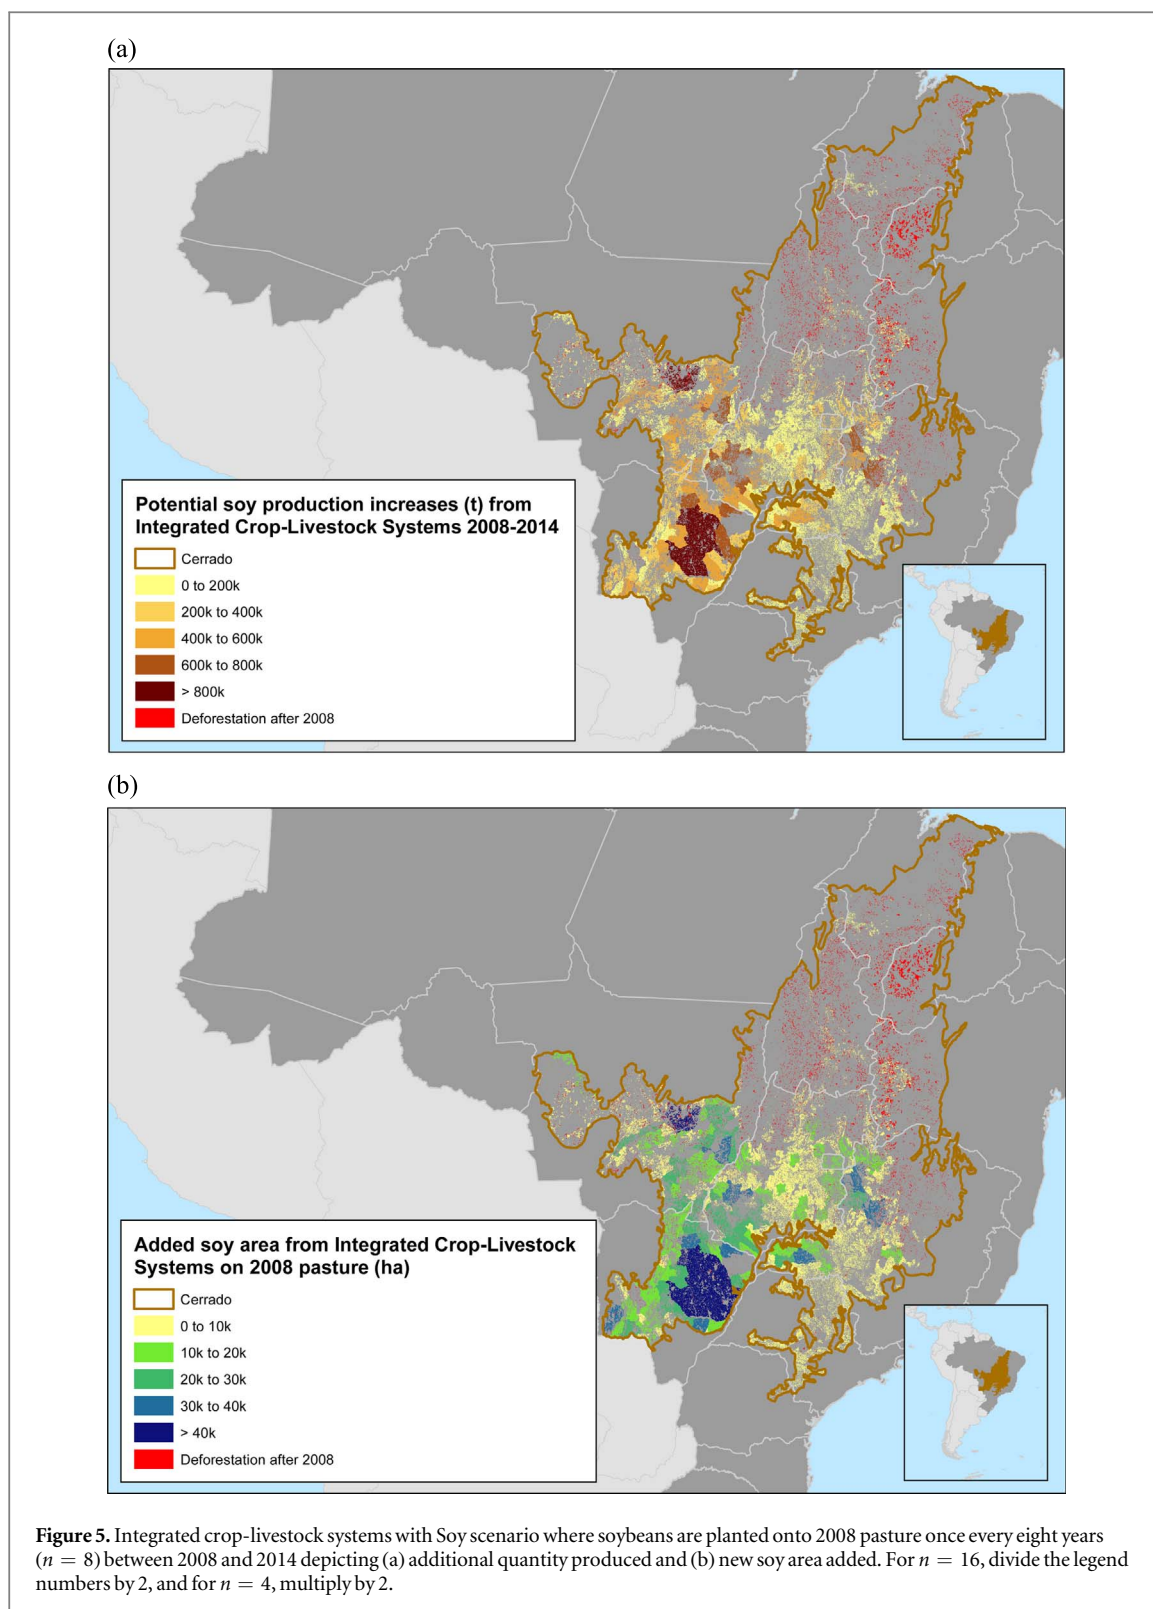 (a)
Potential soy production increases (t) from
Integrated Crop-Livestock Systems 2008-2014
Cerrado
0 to 200k
200k to 400k
400k to 600k
600k to 800k
> 800k
Deforestation after 2008
(b)
Added soy area from Integrated Crop-Livestock
Systems on 2008 pasture (ha)
Cerrado
0 to 10k
10k to 20k
20k to 30k
30k to 40k
> 40k
Deforestation after 2008
Figure 5. Integrated crop-livestock systems with Soy scenario where soybeans are planted onto 2008 pasture once every eight years
(n = 8) between 2008 and 2014 depicting (a) additional quantity produced and (b) new soy area added. For n = 16, divide the legend
numbers by 2, and for n = 4, multiply by 2.